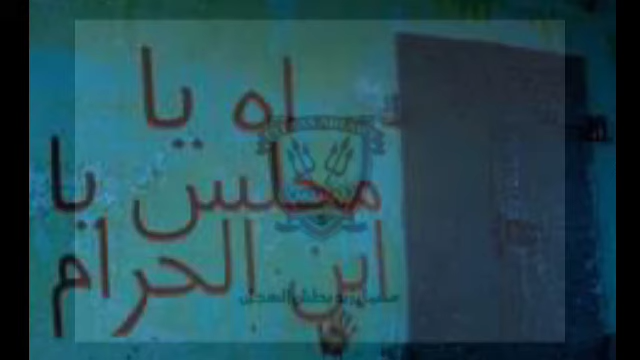 اه يا
مجلس يا
ابن الحرام